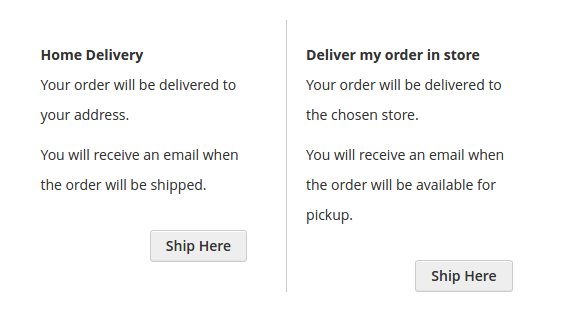 Home Delivery
Your order will be delivered to
your address.
You will receive an email when
the order will be shipped.
Ship Here
Deliver my order in store
Your order will be delivered to
the chosen store.
You will receive an email when
the order will be available for
pickup.
Ship Here